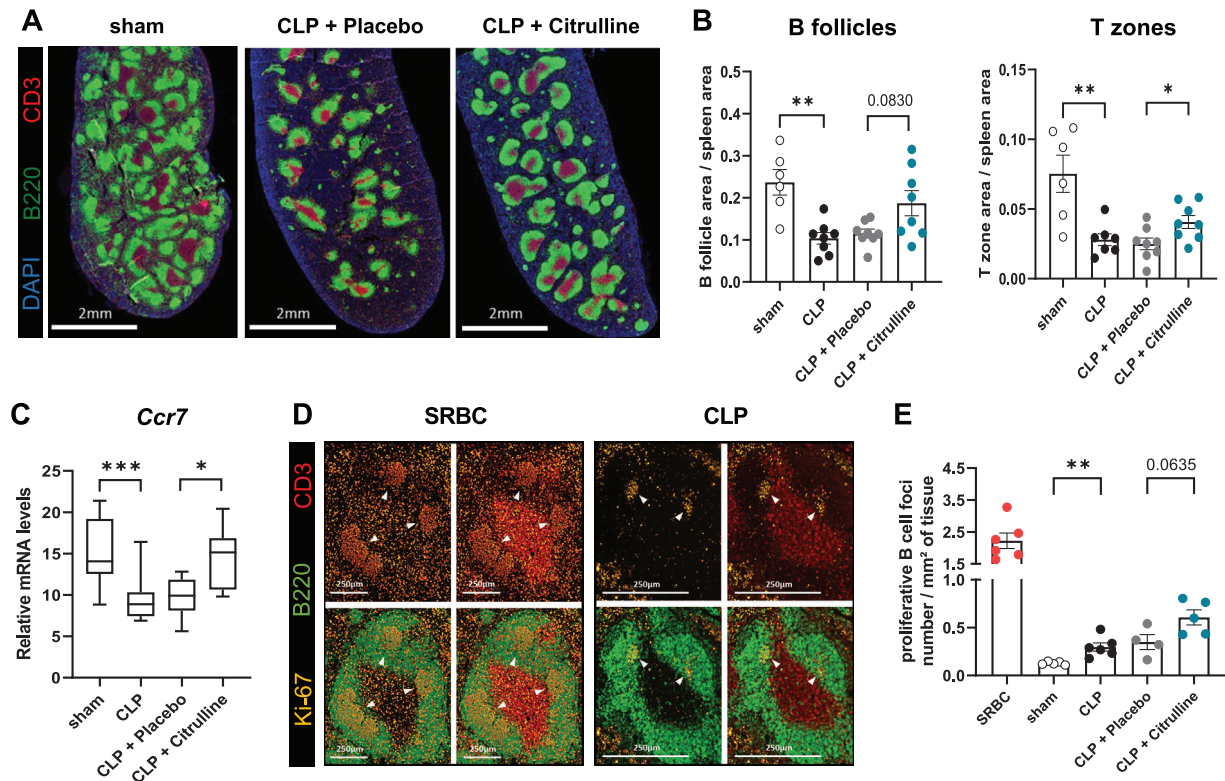 A
sham
CLP + Placebo
CLP + Citrulline
DAPI B220 CD3
2mm
2mm
2mm
B
B follicles
B follicle area / spleen area
0.5
0.4
0.3
0.2
0.1
0.0
**
0.0830
sham
CLP
CLP + Placebo
CLP + Citrulline
T zones
T zone area / spleen area
0.15
0.10
0.05
0.00
**
*
sham
CLP
CLP + Placebo
CLP + Citrulline
C
Ccr7
Relative mRNA levels
25
20
15
10
5
0
***
*
sham
CLP
CLP + Placebo
CLP + Citrulline
D
SRBC
CLP
Ki-67 B220 CD3
250µm
250µm
250µm
250µm
250µm
250µm
250µm
250µm
E
proliferative B cell foci
number / mm² of tissue
4.5
3.5
2.5
1.5
1.0
0.5
0.0
**
0.0635
SRBC
sham
CLP
CLP + Placebo
CLP + Citrulline